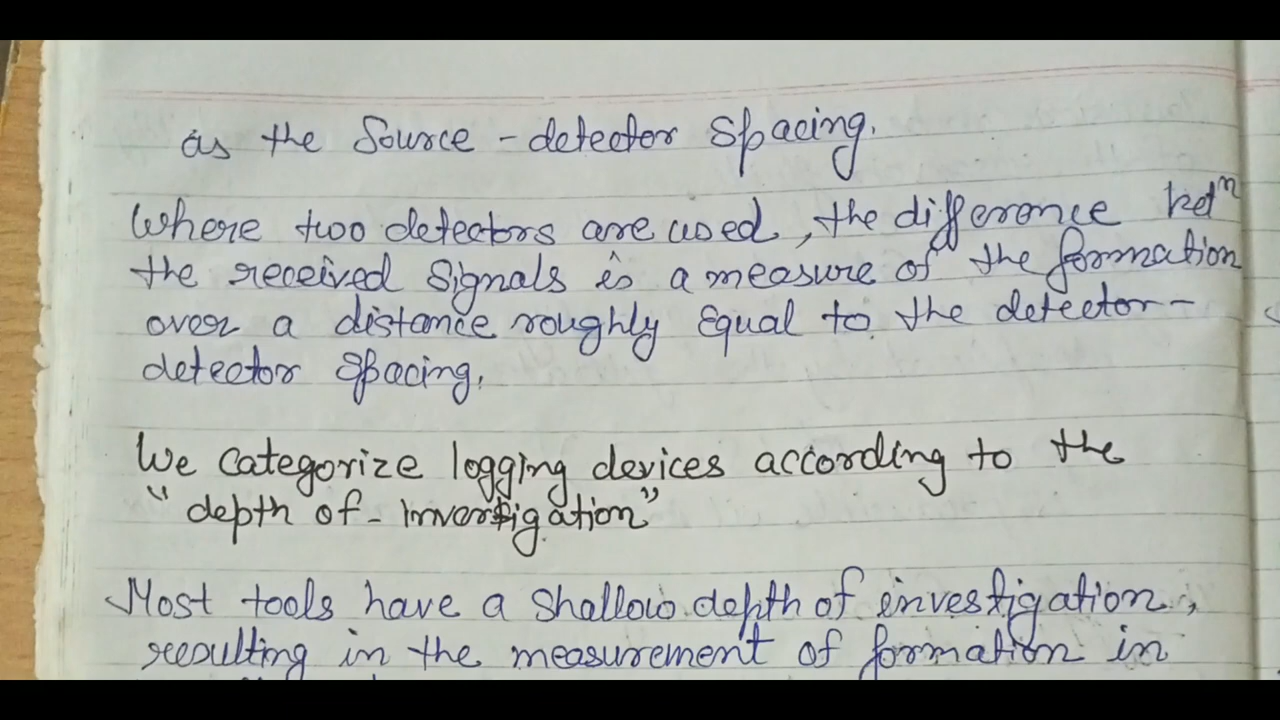 as the Source - detector Spacing.
Where two detectors are used, the difference betⁿ
the received Signals is a measure of the formation
over a distance roughly Equal to the detector-
detector Spacing.
We categorize logging devices according to the
"depth of- Investigation"
Most tools have a Shallow depth of investigation,
resulting in the measurement of formation in